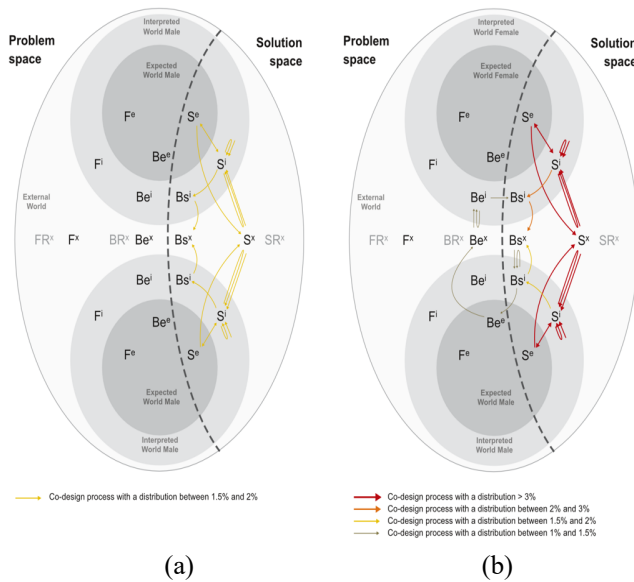 Problem
space
Interpreted
World Male
Solution
space
Expected
World Male
Fᵉ
Sᵉ
Beᵉ
Fⁱ
Sⁱ
Beⁱ
Bsⁱ
External
World
FRˣ
Fˣ
BRˣ
Beˣ
Bsˣ
Sˣ
SRˣ
Beⁱ
Bsⁱ
Fⁱ
Sⁱ
Beᵉ
Fᵉ
Sᵉ
Expected
World Male
Interpreted
World Male
Co-design process with a distribution between 1.5% and 2%
(a)
Problem
space
Interpreted
World Female
Solution
space
Expected
World Female
Fᵉ
Sᵉ
Beᵉ
Fⁱ
Sⁱ
Beⁱ
Bsⁱ
External
World
FRˣ
Fˣ
BRˣ
Beˣ
Bsˣ
Sˣ
SRˣ
Beⁱ
Bsⁱ
Fⁱ
Sⁱ
Beᵉ
Fᵉ
Sᵉ
Expected
World Male
Interpreted
World Male
Co-design process with a distribution > 3%
Co-design process with a distribution between 2% and 3%
Co-design process with a distribution between 1.5% and 2%
Co-design process with a distribution between 1% and 1.5%
(b)